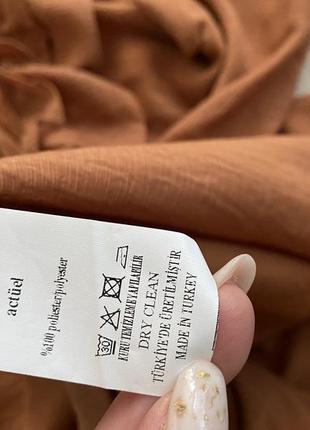 actüel
%100 poliester/polyester
30
KURU TEMİZLEME YAPILABİLİR
DRY CLEAN
TÜRKİYE'DE ÜRETİLMİŞTİR
MADE IN TURKEY